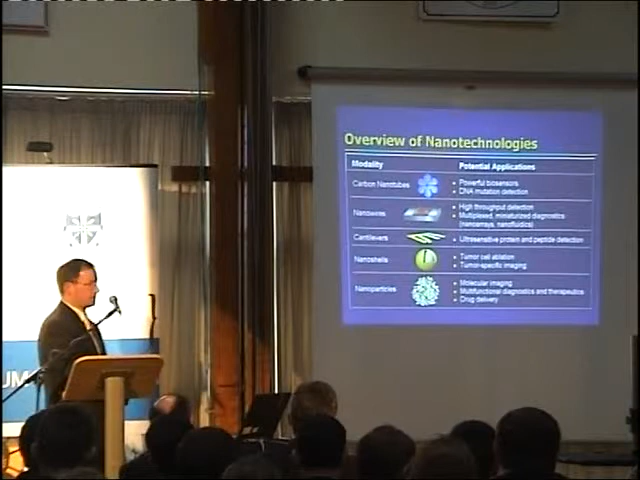 Overview of Nanotechnologies
Modality Potential Applications
Carbon Nanotubes • Powerful biosensors
• DNA mutation detection
Nanowires • High throughput detection
• Multiplexed, miniaturized diagnostics
(nanoarrays, nanofluidics)
Cantilevers • Ultrasensitive protein and peptide detection
Nanoshells • Tumor cell ablation
• Tumor-specific imaging
Nanoparticles • Molecular imaging
• Multifunctional diagnostics and therapeutics
• Drug delivery
UM